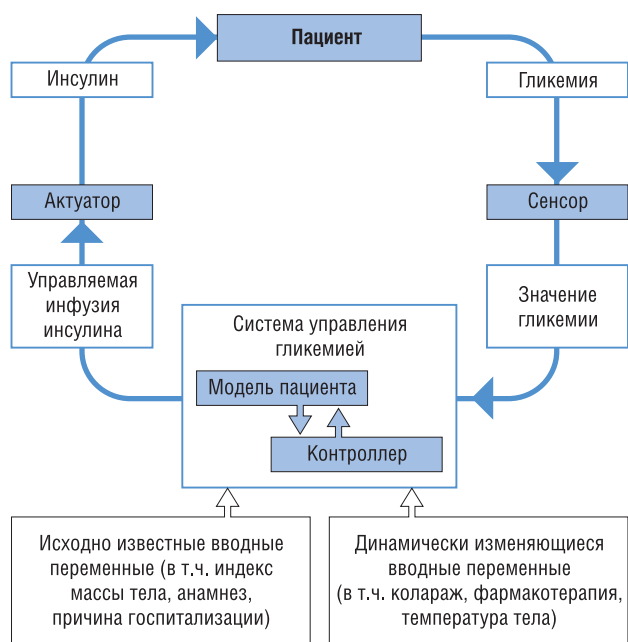 Пациент
Инсулин
Гликемия
Актуатор
Сенсор
Управляемая
инфузия
инсулина
Значение
гликемии
Система управления
гликемией
Модель пациента
Контроллер
Исходно известные вводные
переменные (в т.ч. индекс
массы тела, анамнез,
причина госпитализации)
Динамически изменяющиеся
вводные переменные
(в т.ч. колараж, фармакотерапия,
температура тела)